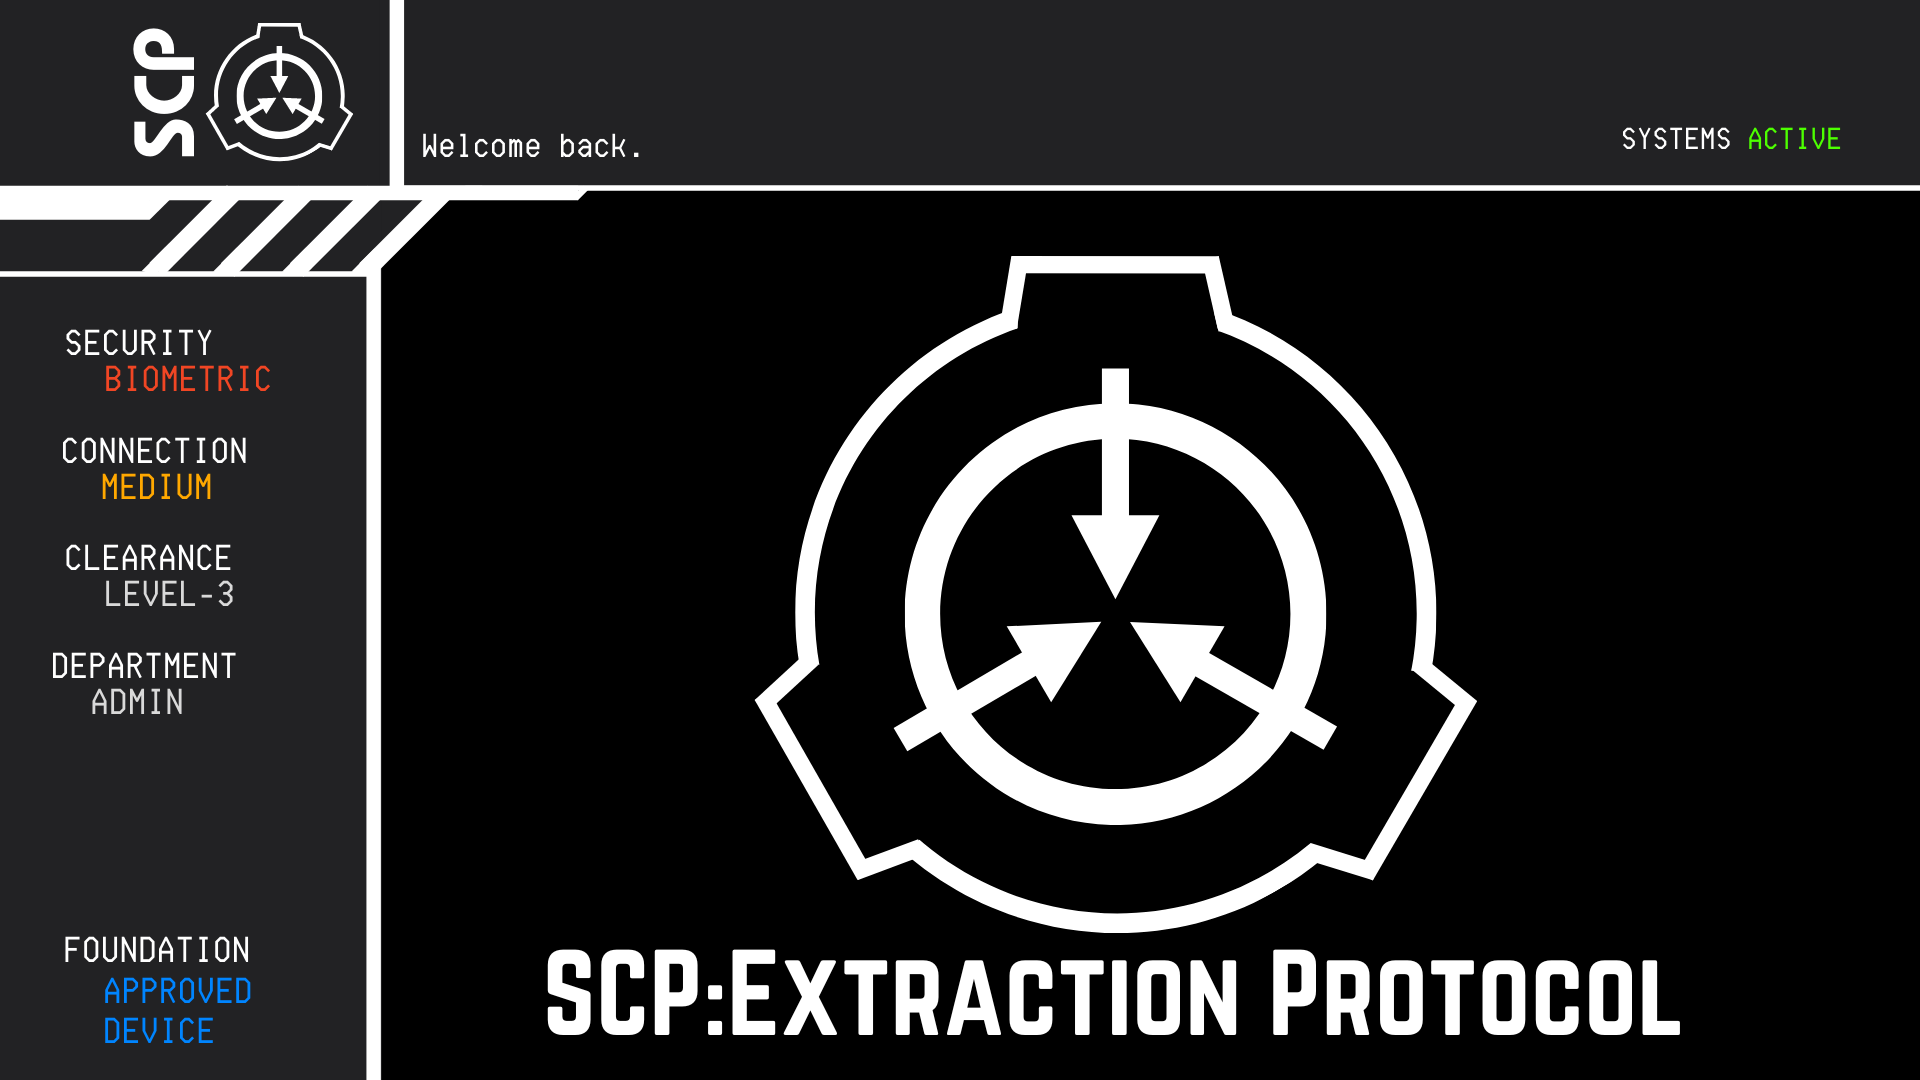 SCP
Welcome back.
SYSTEMS ACTIVE
SECURITY
BIOMETRIC
CONNECTION
MEDIUM
CLEARANCE
LEVEL-3
DEPARTMENT
ADMIN
FOUNDATION
APPROVED
DEVICE
SCP:Extraction Protocol